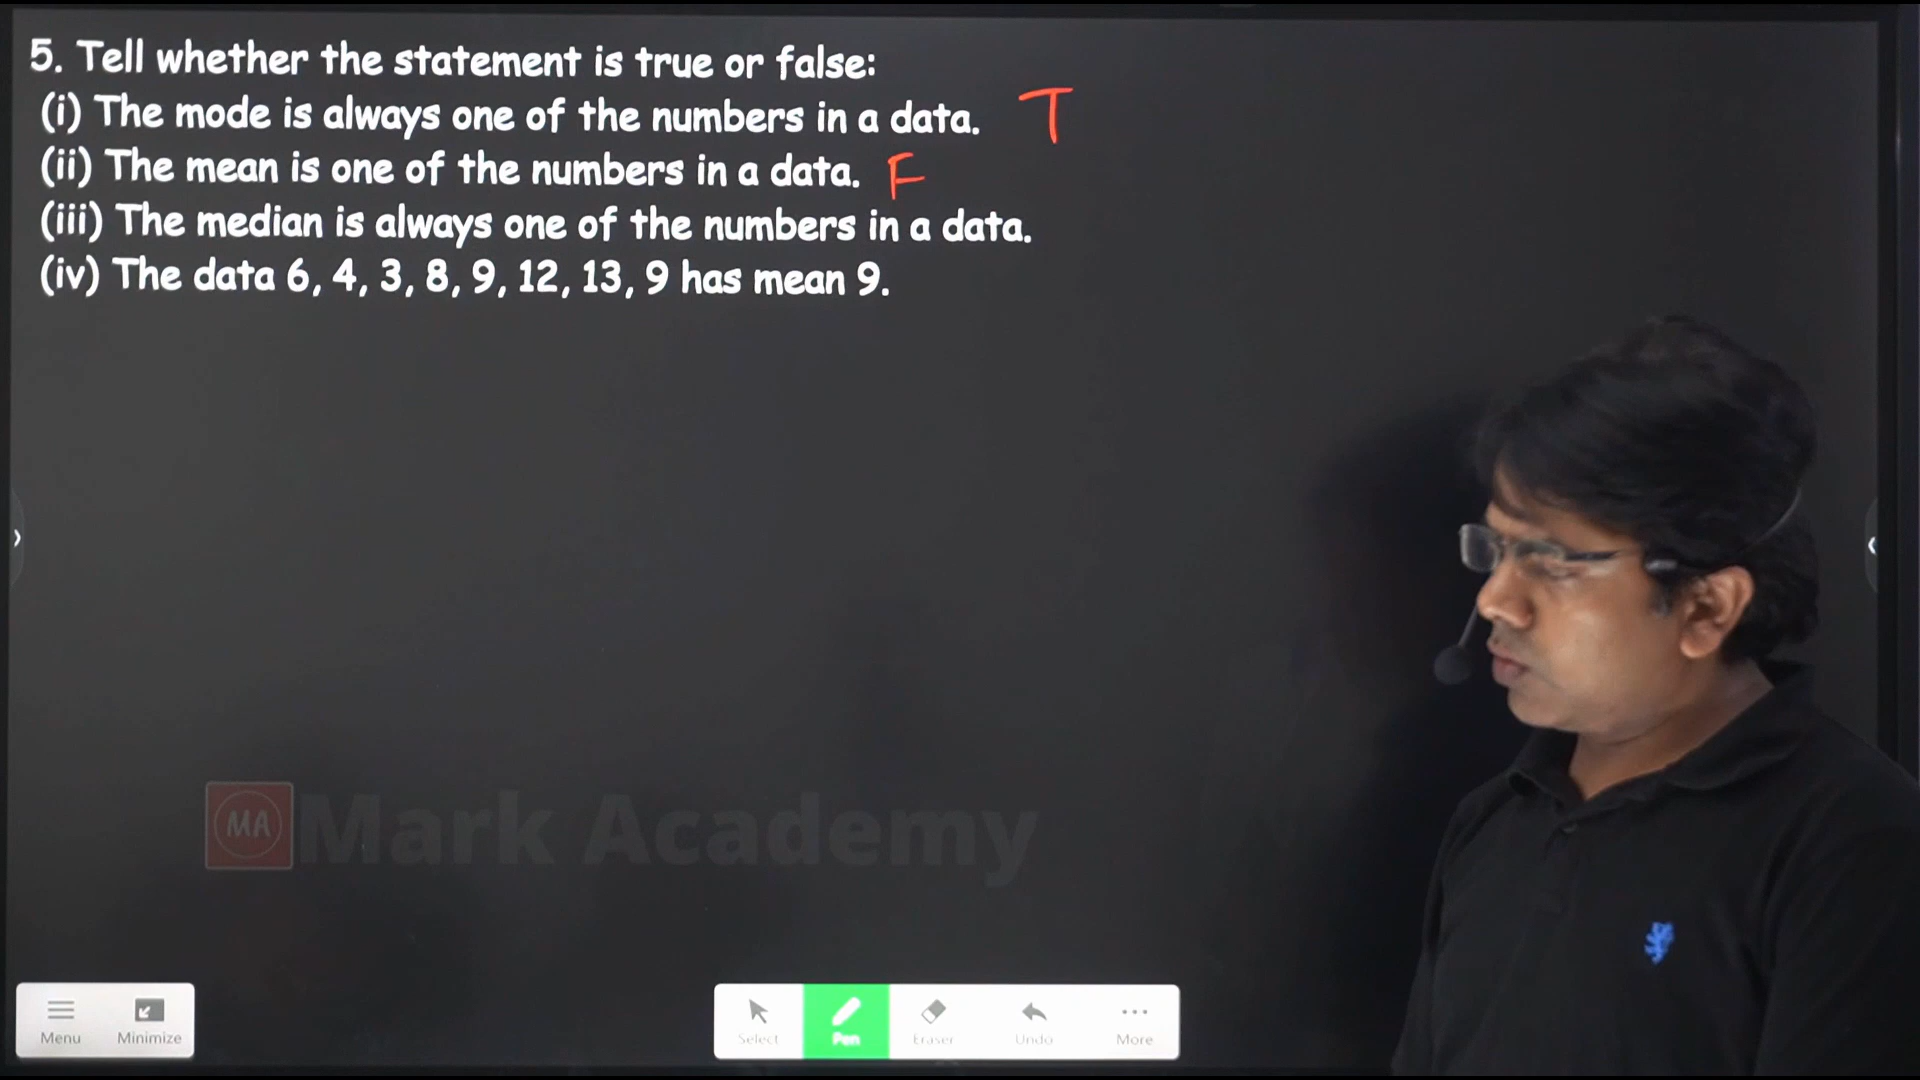 5. Tell whether the statement is true or false:
(i) The mode is always one of the numbers in a data. T
(ii) The mean is one of the numbers in a data. F
(iii) The median is always one of the numbers in a data.
(iv) The data 6, 4, 3, 8, 9, 12, 13, 9 has mean 9.
MA Mark Academy
Menu Minimize Select Pen Eraser Undo More